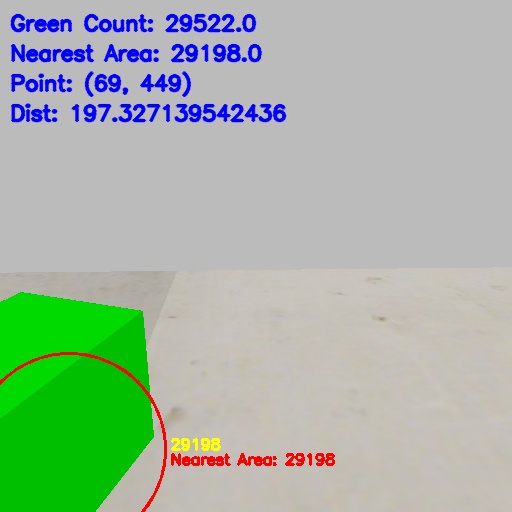 Green Count: 29522.0
Nearest Area: 29198.0
Point: (69, 449)
Dist: 197.327139542436
29198
Nearest Area: 29198